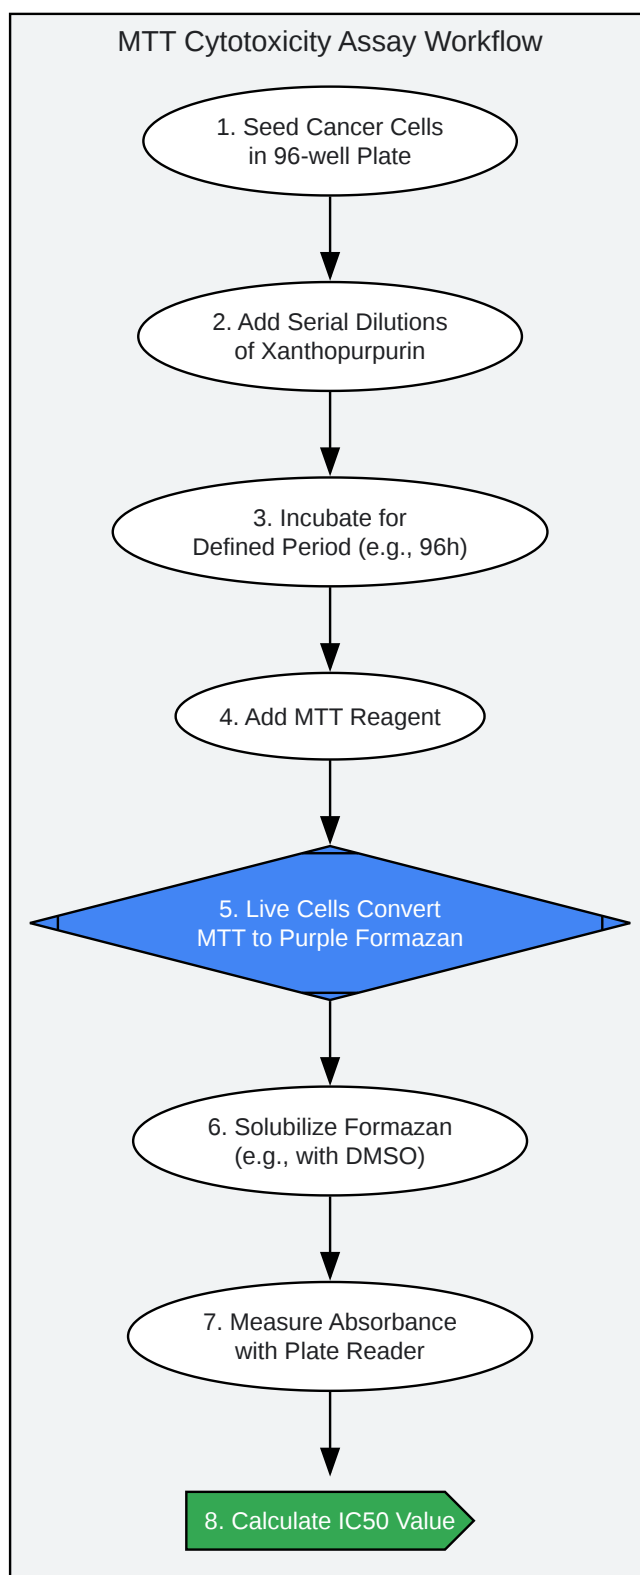 MTT Cytotoxicity Assay Workflow
1. Seed Cancer Cells
in 96-well Plate
2. Add Serial Dilutions
of Xanthopurpurin
3. Incubate for
Defined Period (e.g., 96h)
4. Add MTT Reagent
5. Live Cells Convert
MTT to Purple Formazan
6. Solubilize Formazan
(e.g., with DMSO)
7. Measure Absorbance
with Plate Reader
8. Calculate IC50 Value